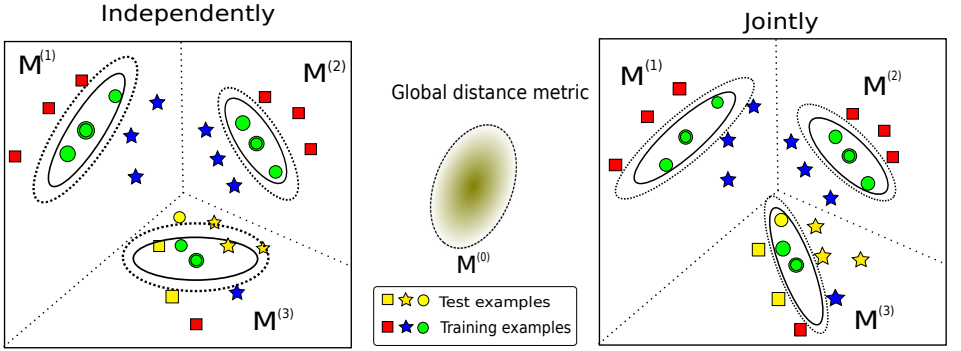 Independently
M(1)
M(2)
M(3)
Global distance metric
M(0)
Test examples
Training examples
Jointly
M(1)
M(2)
M(3)